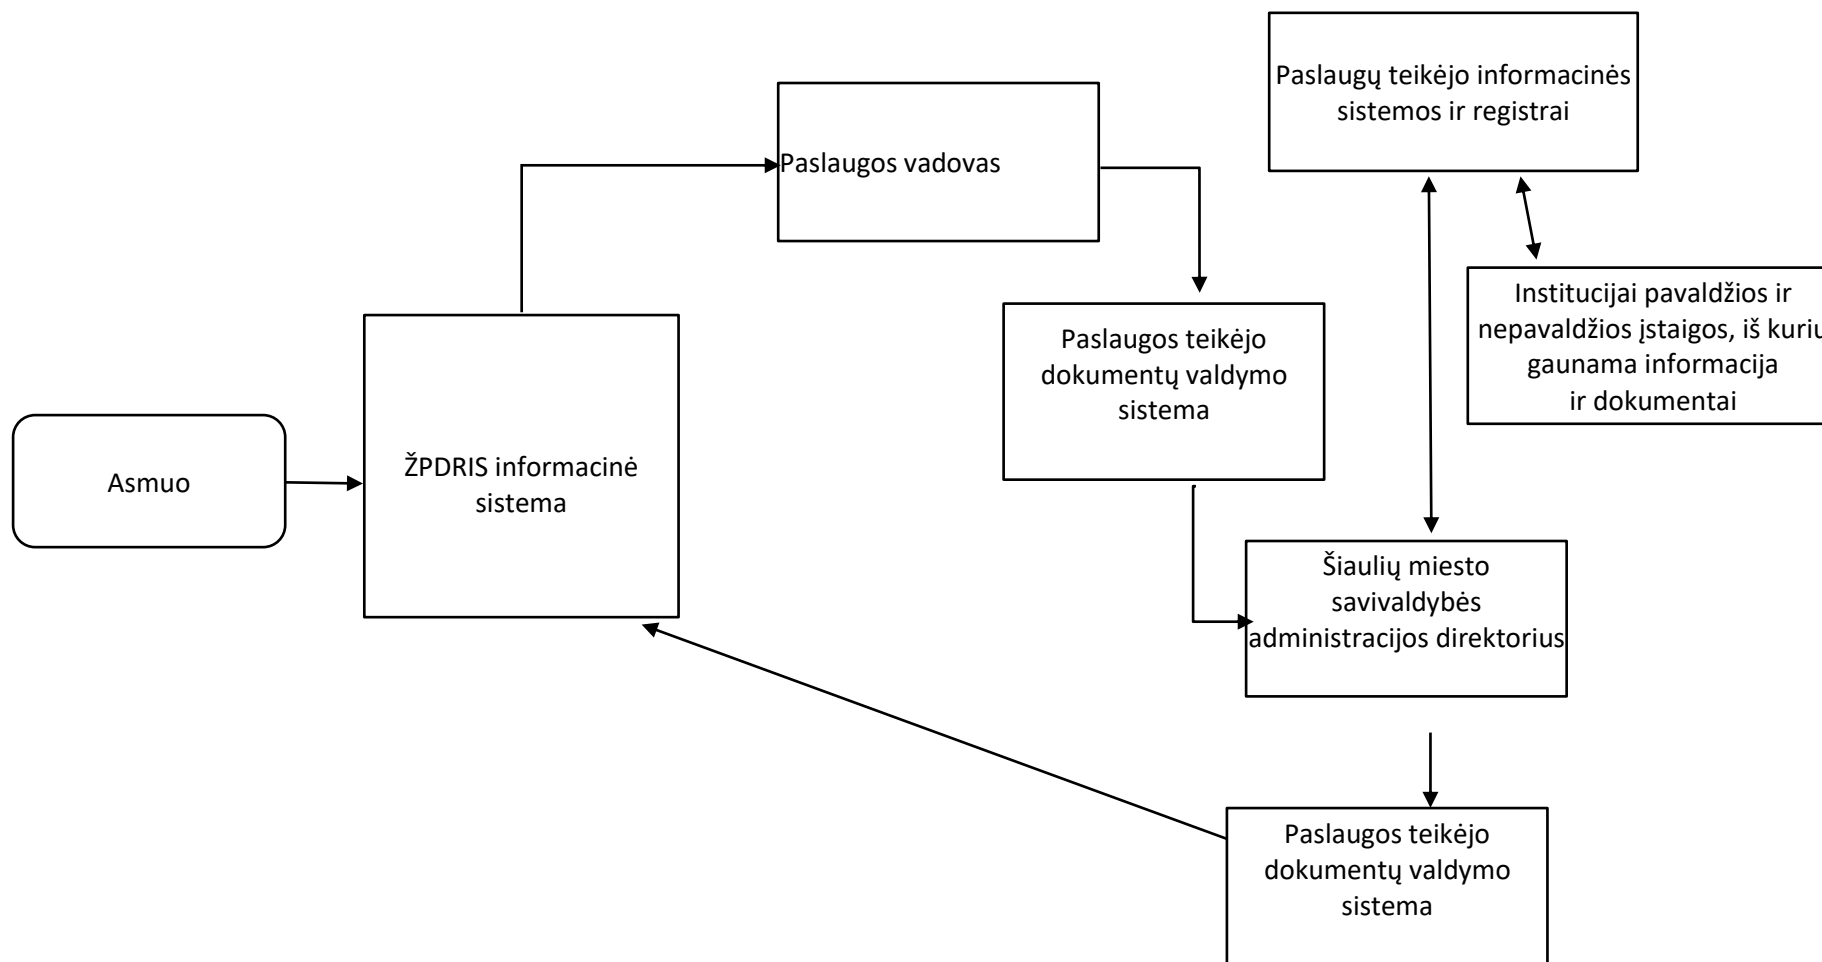 Paslaugų teikėjo informacinės
sistemos ir registrai
Paslaugos vadovas
Institucijai pavaldžios ir
nepavaldžios įstaigos, iš kurių
gaunama informacija
ir dokumentai
Paslaugos teikėjo
dokumentų valdymo
sistema
ŽPDRIS informacinė
sistema
Asmuo
Šiaulių miesto
savivaldybės
administracijos direktorius
Paslaugos teikėjo
dokumentų valdymo
sistema